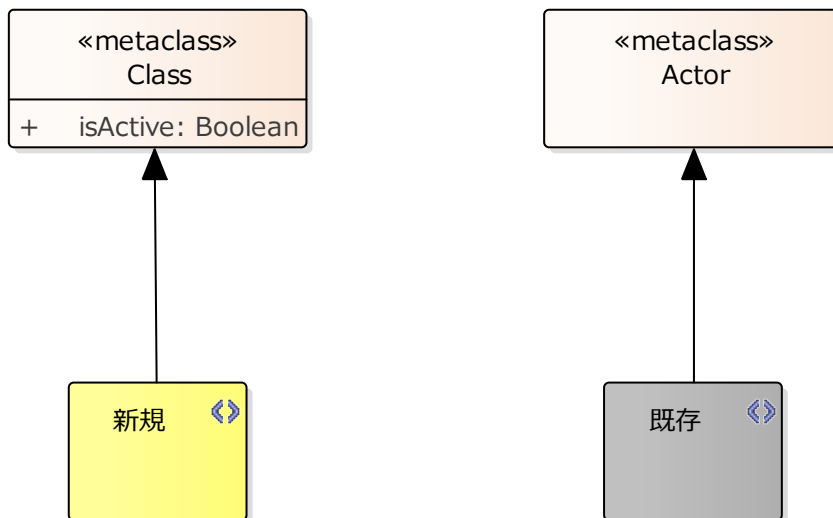 «metaclass»
Class
+ isActive: Boolean
«metaclass»
Actor
新規
既存